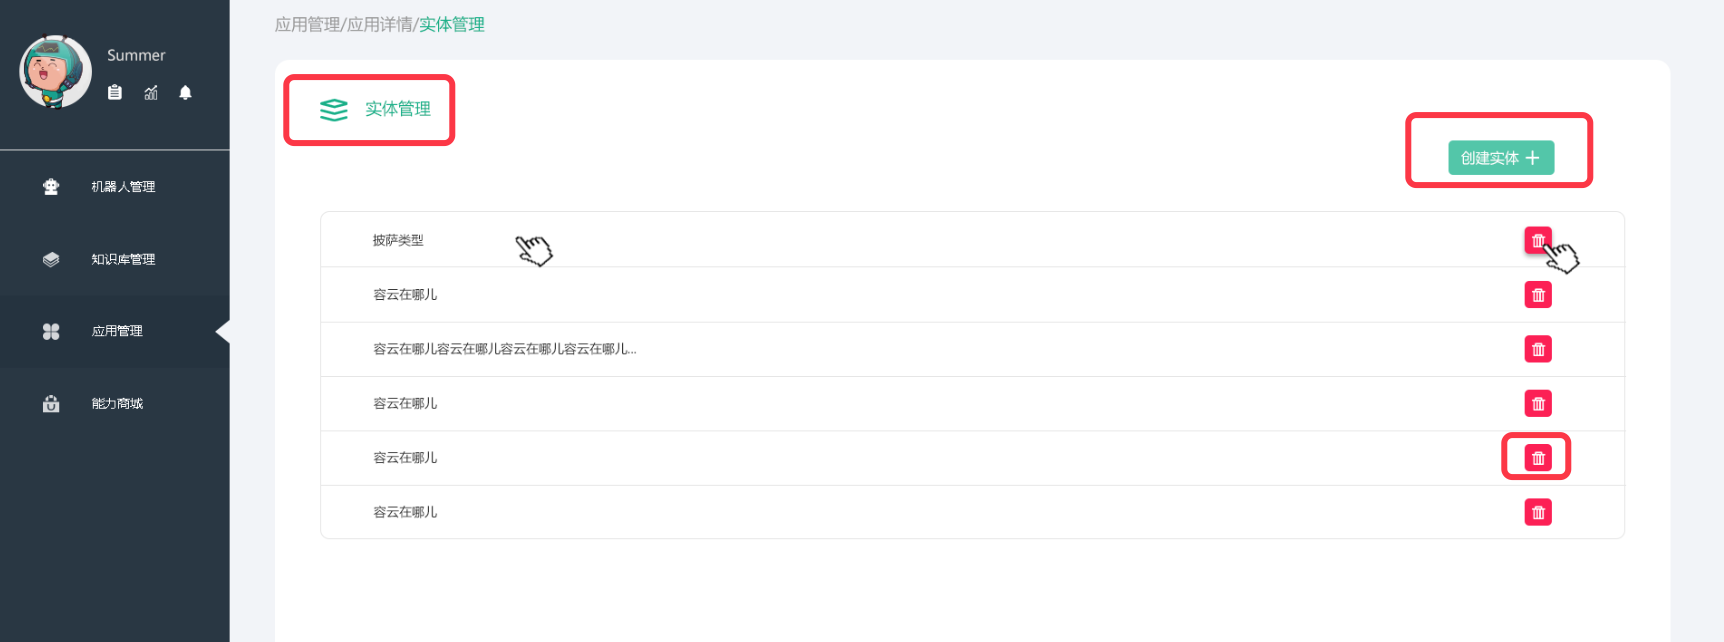 应用管理/应用详情/实体管理
Summer
实体管理
创建实体
机器人管理
知识库管理
应用管理
能力商城
披萨类型
容云在哪儿
容云在哪儿容云在哪儿容云在哪儿容云在哪儿...
容云在哪儿
容云在哪儿
容云在哪儿